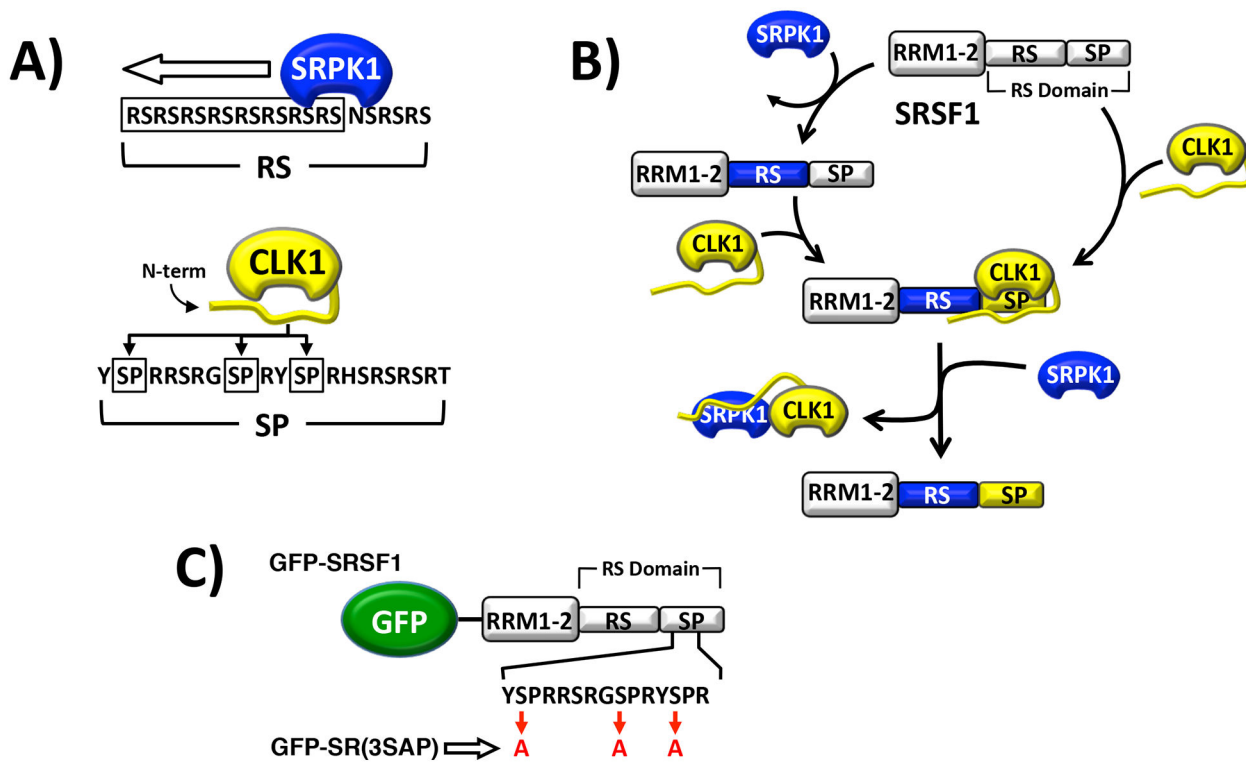 A)
SRPK1
RSRSRSRSRSRSRSRS NSRSRS
RS
N-term
CLK1
Y SP RRSRG SP RY SP RHSRSRSRT
SP
B)
SRPK1
RRM1-2 RS SP
RS Domain
SRSF1
CLK1
RRM1-2 RS SP
CLK1
CLK1
RRM1-2 RS SP
SRPK1
SRPK1 CLK1
RRM1-2 RS SP
C)
GFP-SRSF1
RS Domain
GFP RRM1-2 RS SP
YSPRRSRGSPRYSPR
GFP-SR(3SAP) A A A